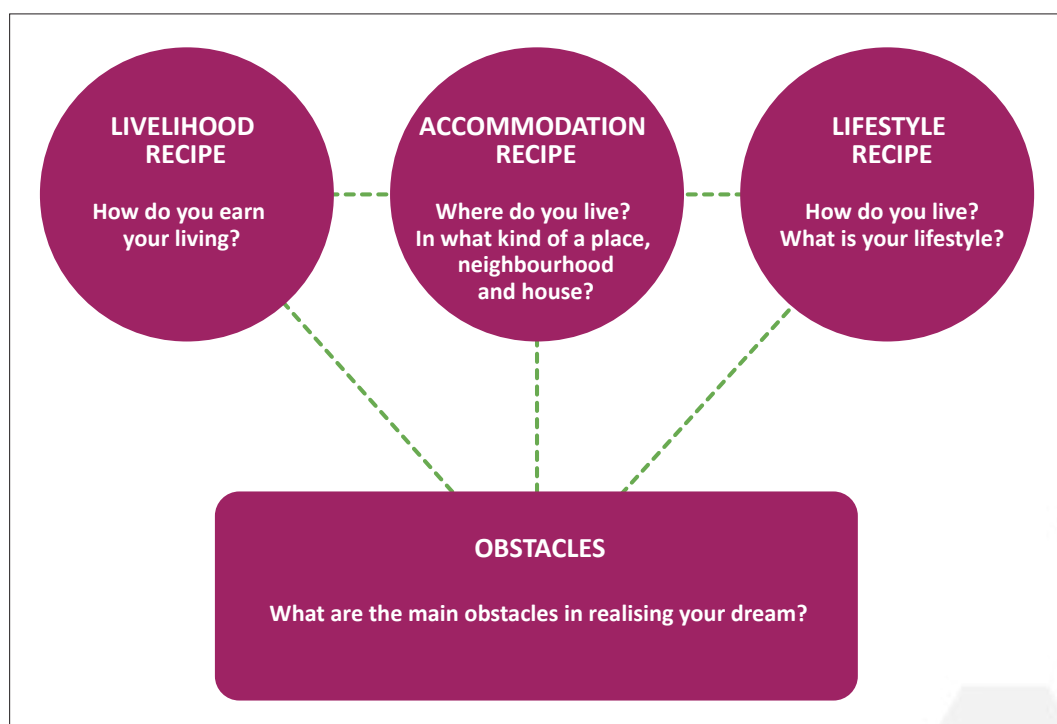 LIVELIHOOD
RECIPE
How do you earn
your living?
ACCOMMODATION
RECIPE
Where do you live?
In what kind of a place,
neighbourhood
and house?
LIFESTYLE
RECIPE
How do you live?
What is your lifestyle?
OBSTACLES
What are the main obstacles in realising your dream?